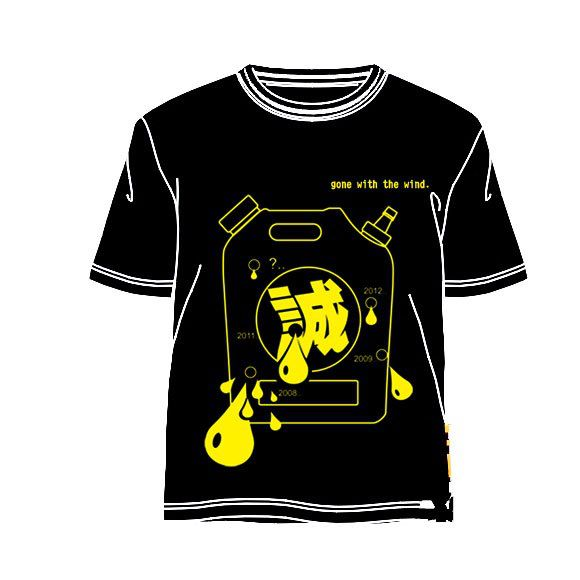 gone with the wind.
?..
誠
2012.
2011.
2009.
2008.